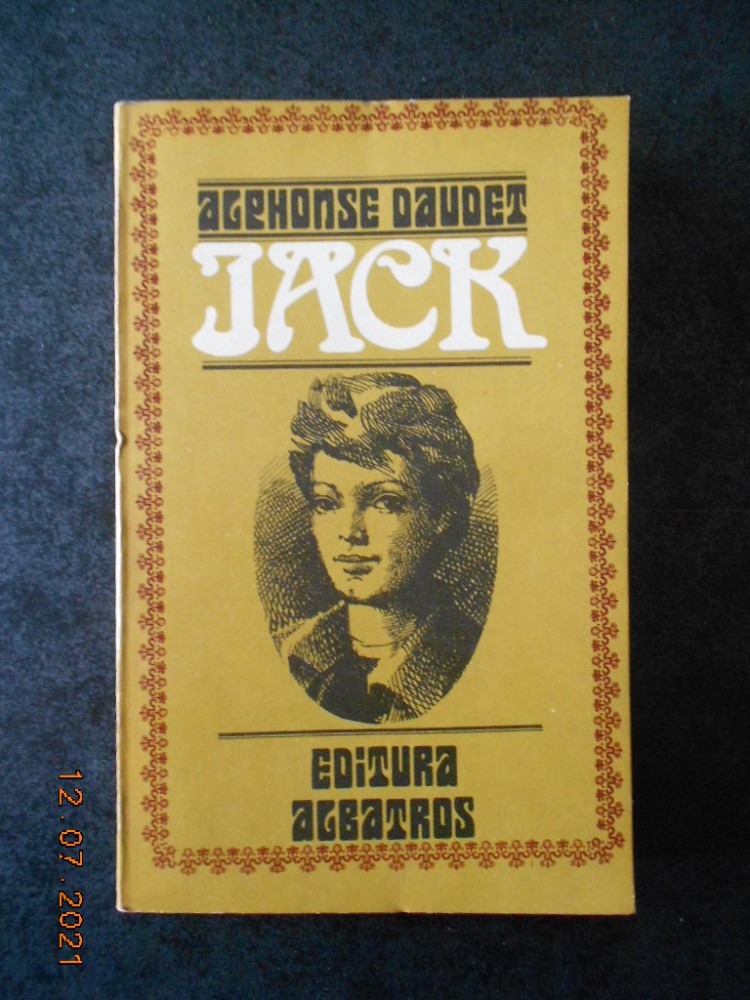 ALPHONSE DAUDET
JACK
EDITURA
ALBATROS
12.07.2021